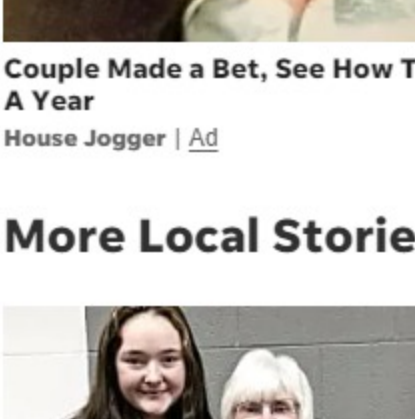 Couple Made a Bet, See How T
A Year
House Jogger | Ad
More Local Storie